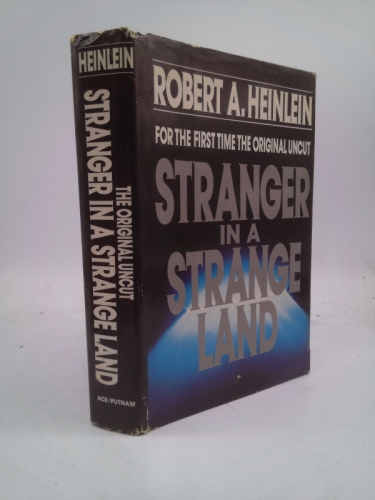 HEINLEIN
THE ORIGINAL UNCUT
STRANGER IN A STRANGE LAND
ACE/PUTNAM
ROBERT A. HEINLEIN
FOR THE FIRST TIME THE ORIGINAL UNCUT
STRANGER
IN A
STRANGE
LAND